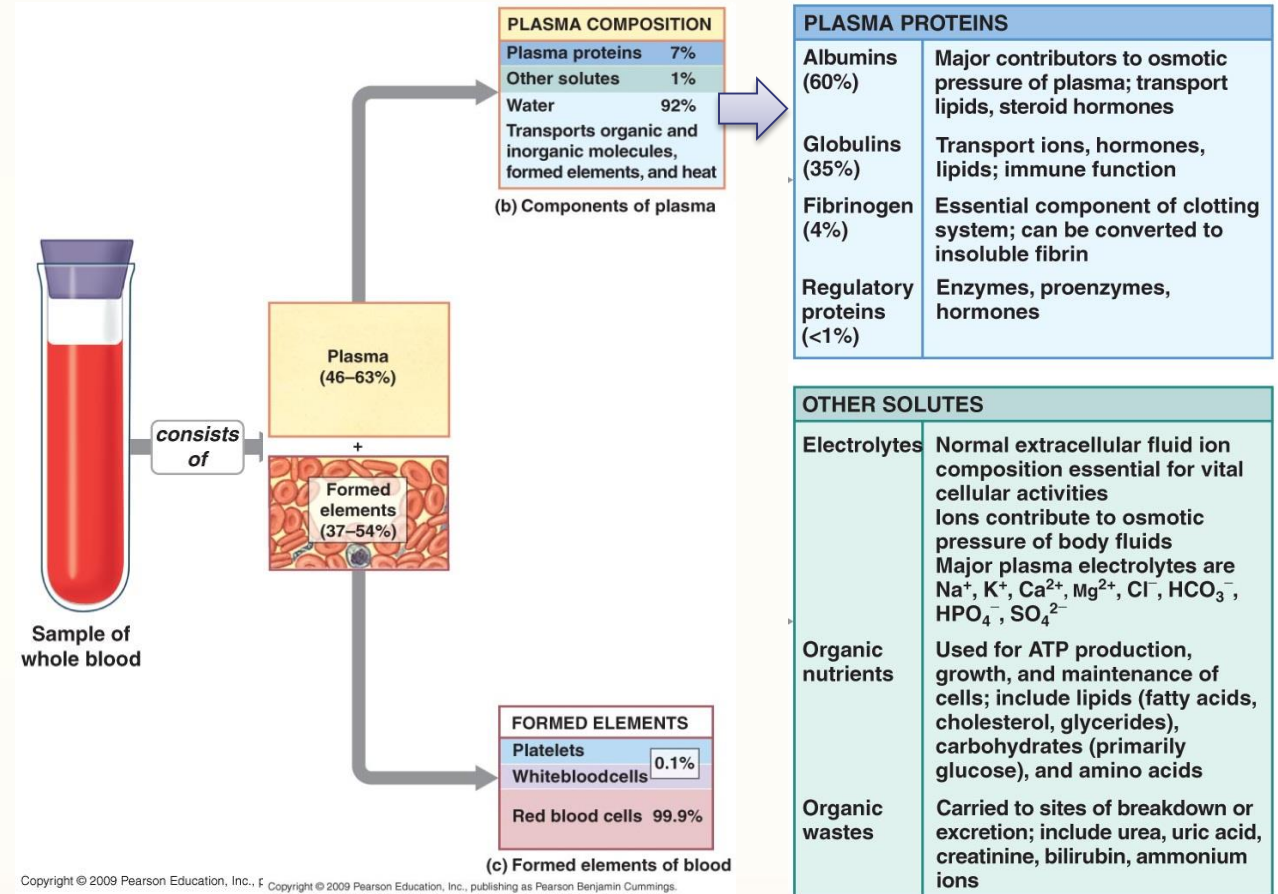 Sample of
whole blood
consists
of
Plasma
(46–63%)
+
Formed
elements
(37–54%)
PLASMA COMPOSITION
Plasma proteins 7%
Other solutes 1%
Water 92%
Transports organic and
inorganic molecules,
formed elements, and heat
(b) Components of plasma
FORMED ELEMENTS
Platelets
0.1%
Whitebloodcells
Red blood cells 99.9%
(c) Formed elements of blood
PLASMA PROTEINS
Albumins
(60%)
Major contributors to osmotic
pressure of plasma; transport
lipids, steroid hormones
Globulins
(35%)
Transport ions, hormones,
lipids; immune function
Fibrinogen
(4%)
Essential component of clotting
system; can be converted to
insoluble fibrin
Regulatory
proteins
(<1%)
Enzymes, proenzymes,
hormones
OTHER SOLUTES
Electrolytes
Normal extracellular fluid ion
composition essential for vital
cellular activities
Ions contribute to osmotic
pressure of body fluids
Major plasma electrolytes are
Na⁺, K⁺, Ca²⁺, Mg²⁺, Cl⁻, HCO₃⁻,
HPO₄⁻, SO₄²⁻
Organic
nutrients
Used for ATP production,
growth, and maintenance of
cells; include lipids (fatty acids,
cholesterol, glycerides),
carbohydrates (primarily
glucose), and amino acids
Organic
wastes
Carried to sites of breakdown or
excretion; include urea, uric acid,
creatinine, bilirubin, ammonium
ions
Copyright © 2009 Pearson Education, Inc., p
Copyright © 2009 Pearson Education, Inc., publishing as Pearson Benjamin Cummings.